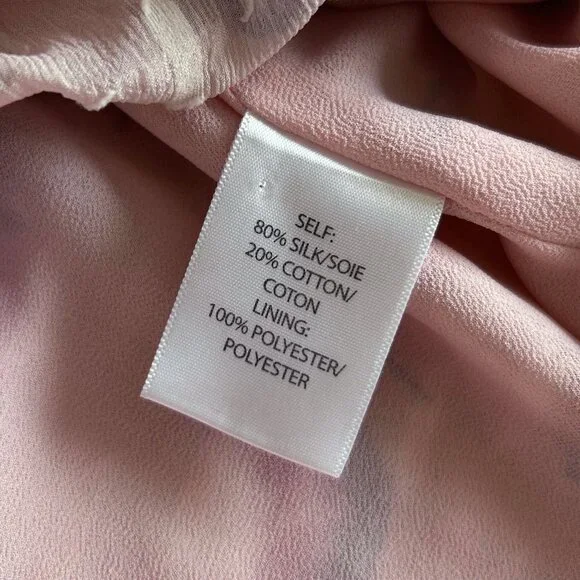 SELF:
80% SILK/SOIE
20% COTTON/
COTON
LINING:
100% POLYESTER/
POLYESTER